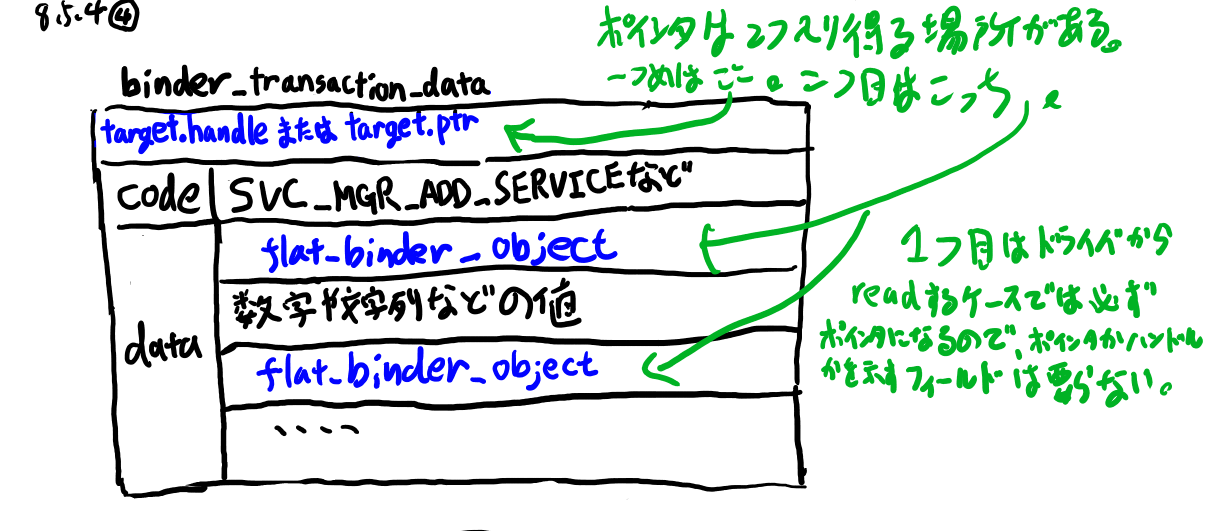 8.5.4④
ポインタは2つ入り得る場所がある。
一つめはここ。二つ目はこっち。
binder_transaction_data
target.handle または target.ptr
code SVC_MGR_ADD_SERVICEなど
flat_binder_object
1つ目はドライバから
数字や文字列などの値
readするケースでは必ず
data
ポインタになるので、ポインタかハンドル
flat_binder_object
かを示すフィールドは要らない。
、、、、